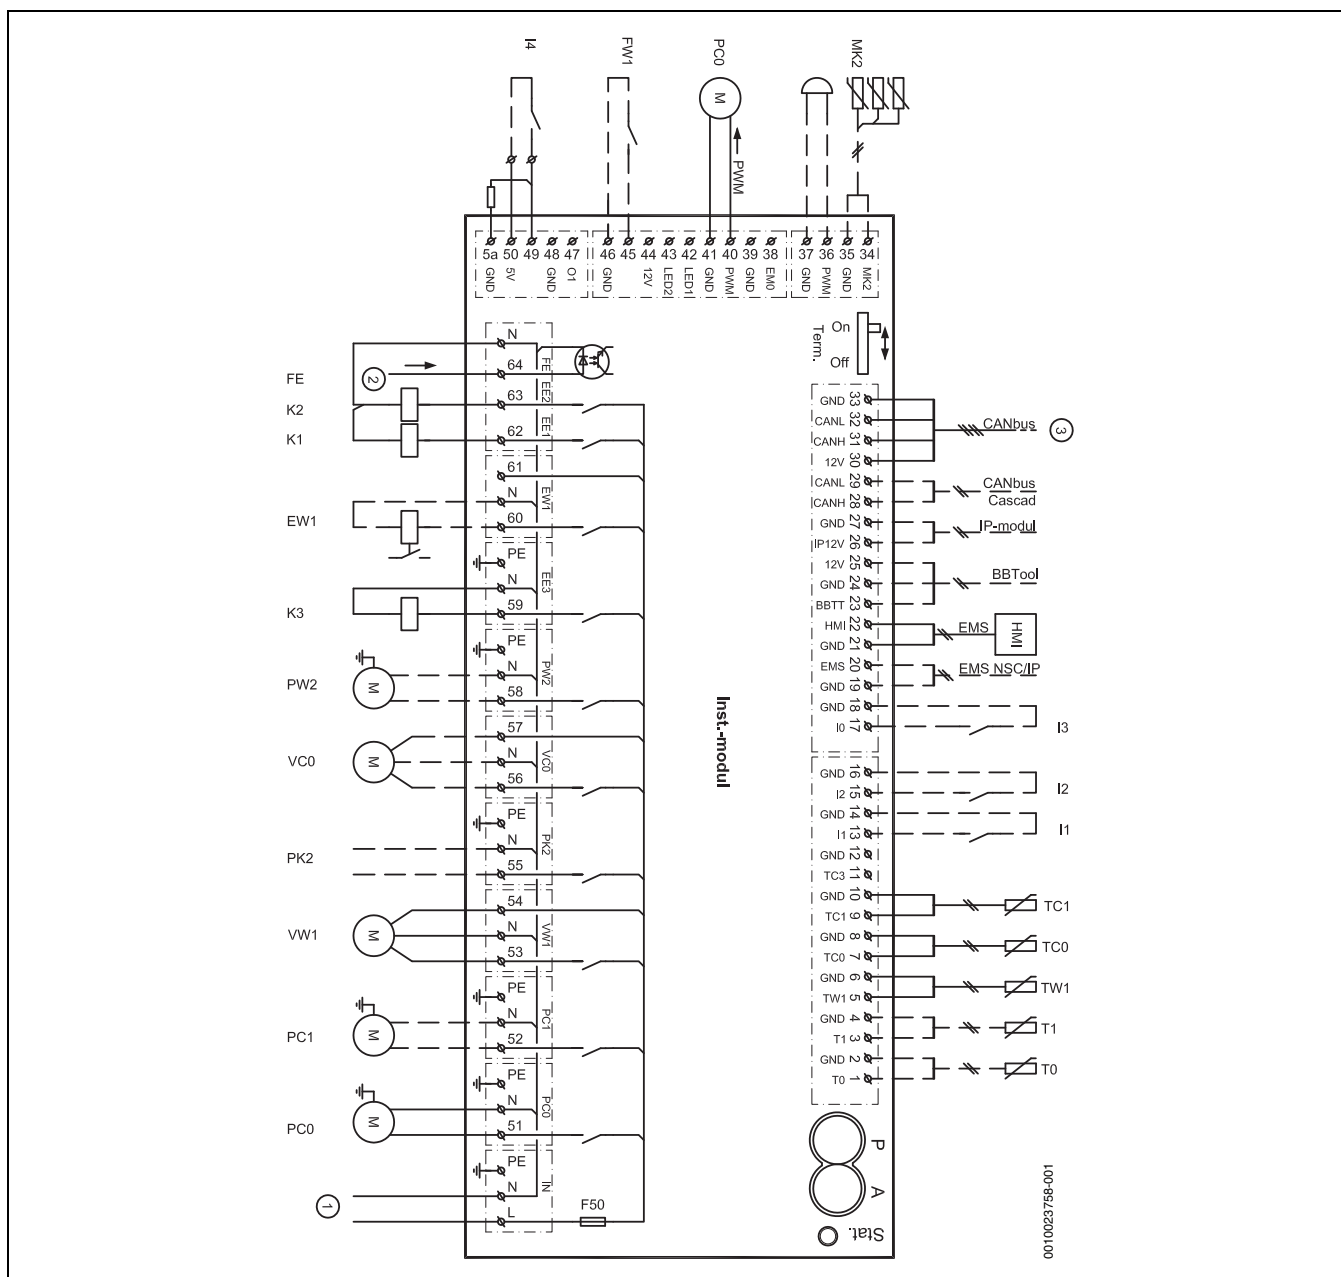 I4
FW1
PC0
MK2
M
PWM
5a 50 49 48 47
GND 5V GND O1
46 45 44 43 42 41 40 39 38
GND 12V LED2 LED1 GND PWM GND EM0
37 36 35 34
GND PWM GND MK2
On
Off
Term.
FE
2
N
64
FE
K2
63
EE2
K1
62
EE1
61
EW1
N
60
EW1
PE
N
EE3
K3
59
PE
PW2
M
N
PW2
58
57
VC0
M
N
VC0
56
PE
PK2
N
PK2
55
54
VW1
M
N
VW1
53
PE
PC1
M
N
PC1
52
PE
PC0
M
N
PC0
51
PE
IN
1
N
L
F50
Inst.-modul
GND 33
CANL 32
CANH 31
12V 30
CANbus
3
CANL 29
CANH 28
CANbus
Cascad
GND 27
IP12V 26
IP-modul
12V 25
GND 24
BBTT 23
BBTool
HMI 22
GND 21
EMS
HMI
EMS 20
GND 19
EMS NSC/IP
GND 18
I0 17
I3
GND 16
I2 15
I2
GND 14
I1 13
I1
GND 12
TC3 11
GND 10
TC1 9
TC1
GND 8
TC0 7
TC0
GND 6
TW1 5
TW1
GND 4
T1 3
T1
GND 2
T0 1
T0
P
A
Stat.
0010023758-001